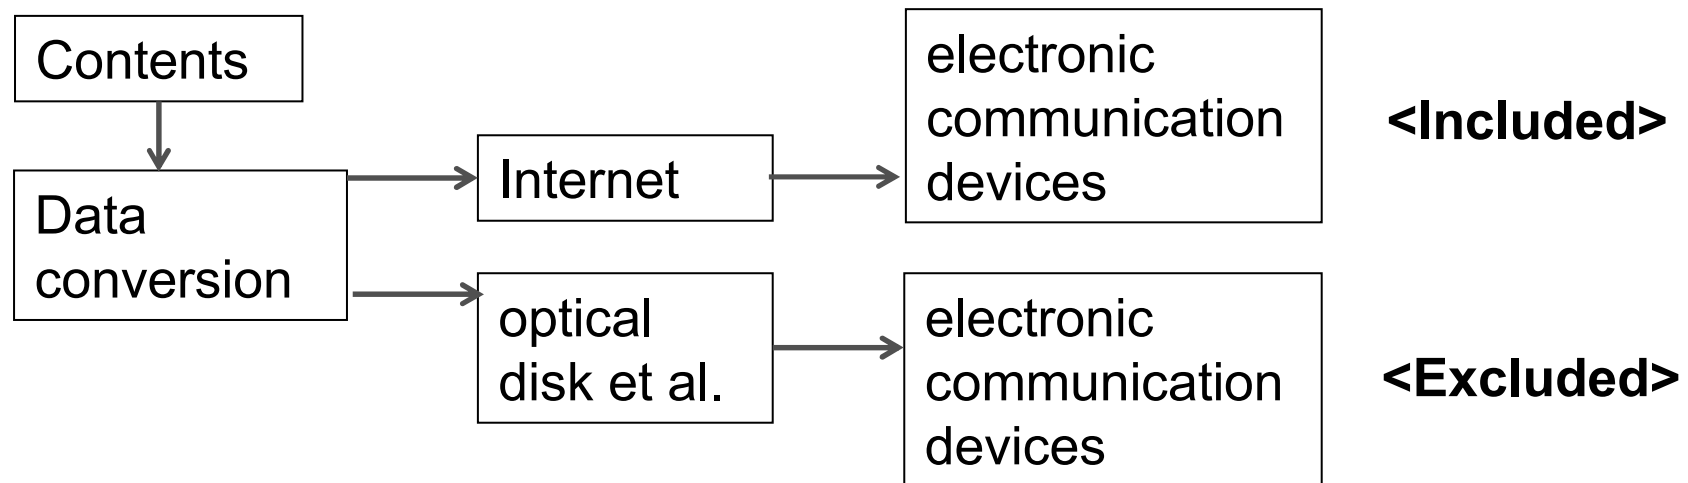 Contents
Data
conversion
Internet
electronic
communication
devices
<Included>
optical
disk et al.
electronic
communication
devices
<Excluded>